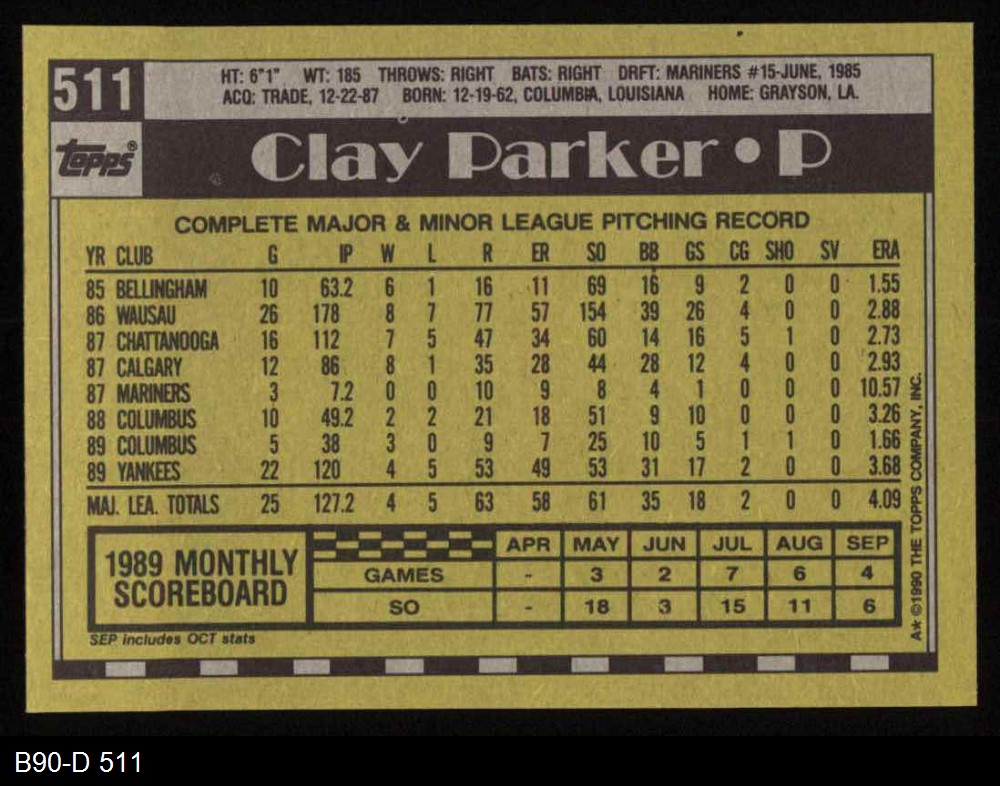 511
HT: 6"1" WT: 185 THROWS: RIGHT BATS: RIGHT DRFT: MARINERS #15-JUNE, 1985
ACQ: TRADE, 12-22-87 BORN: 12-19-62, COLUMBIA, LOUISIANA HOME: GRAYSON, LA.
Topps®
Clay Parker • P
COMPLETE MAJOR & MINOR LEAGUE PITCHING RECORD
YR CLUB G IP W L R ER SO BB GS CG SHO SV ERA
85 BELLINGHAM 10 63.2 6 1 16 11 69 16 9 2 0 0 1.55
86 WAUSAU 26 178 8 7 77 57 154 39 26 4 0 0 2.88
87 CHATTANOOGA 16 112 7 5 47 34 60 14 16 5 1 0 2.73
87 CALGARY 12 86 8 1 35 28 44 28 12 4 0 0 2.93
87 MARINERS 3 7.2 0 0 10 9 8 4 1 0 0 0 10.57
88 COLUMBUS 10 49.2 2 2 21 18 51 9 10 0 0 0 3.26
89 COLUMBUS 5 38 3 0 9 7 25 10 5 1 1 0 1.66
89 YANKEES 22 120 4 5 53 49 53 31 17 2 0 0 3.68
MAJ. LEA. TOTALS 25 127.2 4 5 63 58 61 35 18 2 0 0 4.09
1989 MONTHLY
SCOREBOARD
APR MAY JUN JUL AUG SEP
GAMES - 3 2 7 6 4
SO - 18 3 15 11 6
SEP includes OCT stats
A* ©1990 THE TOPPS COMPANY, INC.
B90-D 511